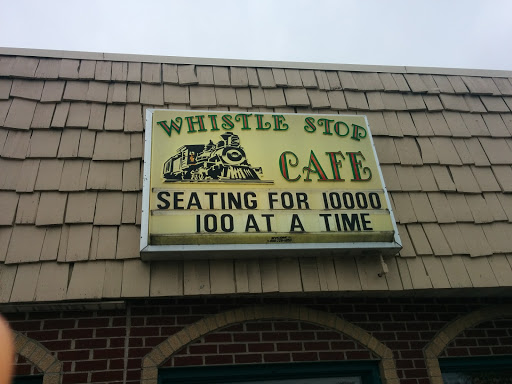 WHISTLE STOP
CAFE
SEATING FOR 10000
100 AT A TIME